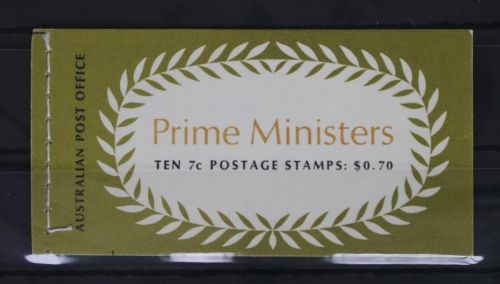 AUSTRALIAN POST OFFICE
Prime Ministers
TEN 7c POSTAGE STAMPS: $0.70